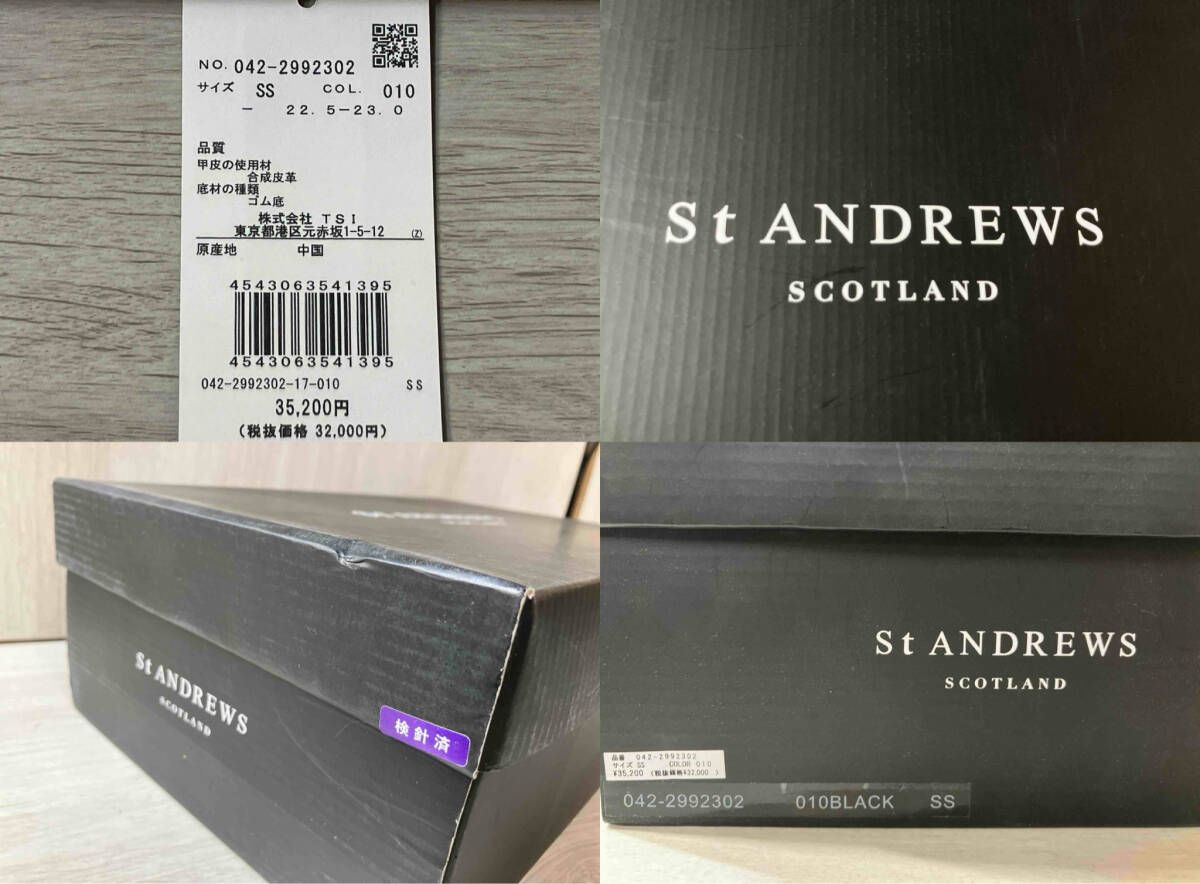 NO. 042-2992302
サイズ SS COL. 010
― 22.5－23.0
品質
甲皮の使用材
合成皮革
底材の種類
ゴム底
株式会社 TSI
東京都港区元赤坂1-5-12 (Z)
原産地 中国
4543063541395
4543063541395
042-2992302-17-010 SS
35,200円
(税抜価格 32,000円)
St ANDREWS
SCOTLAND
St ANDREWS
SCOTLAND
検針済
St ANDREWS
SCOTLAND
品番 042-2992302
サイズ SS COLOR 010
¥35,200 (税抜価格¥32,000 )
042-2992302 010BLACK SS